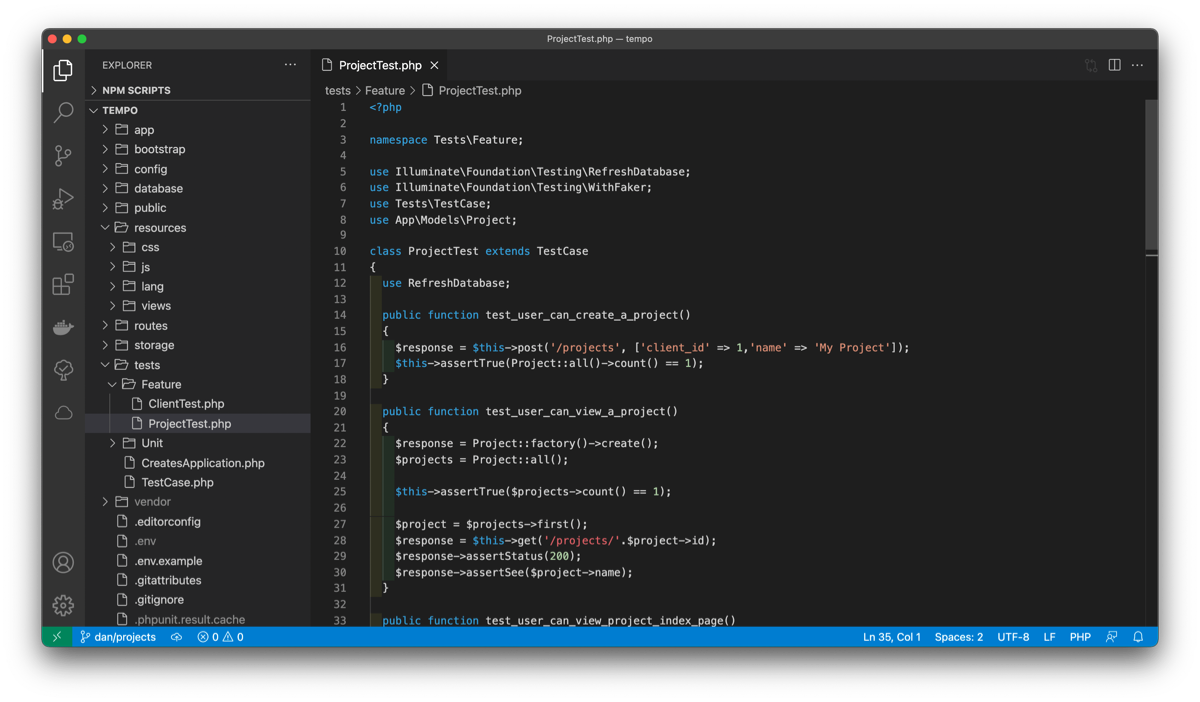 ProjectTest.php — tempo
EXPLORER
NPM SCRIPTS
TEMPO
app
bootstrap
config
database
public
resources
css
js
lang
views
routes
storage
tests
Feature
ClientTest.php
ProjectTest.php
Unit
CreatesApplication.php
TestCase.php
vendor
.editorconfig
.env
.env.example
.gitattributes
.gitignore
.phpunit.result.cache
ProjectTest.php
tests > Feature > ProjectTest.php
1 <?php
2
3 namespace Tests\Feature;
4
5 use Illuminate\Foundation\Testing\RefreshDatabase;
6 use Illuminate\Foundation\Testing\WithFaker;
7 use Tests\TestCase;
8 use App\Models\Project;
9
10 class ProjectTest extends TestCase
11 {
12 use RefreshDatabase;
13
14 public function test_user_can_create_a_project()
15 {
16 $response = $this->post('/projects', ['client_id' => 1,'name' => 'My Project']);
17 $this->assertTrue(Project::all()->count() == 1);
18 }
19
20 public function test_user_can_view_a_project()
21 {
22 $response = Project::factory()->create();
23 $projects = Project::all();
24
25 $this->assertTrue($projects->count() == 1);
26
27 $project = $projects->first();
28 $response = $this->get('/projects/'.$project->id);
29 $response->assertStatus(200);
30 $response->assertSee($project->name);
31 }
32
33 public function test_user_can_view_project_index_page()
dan/projects 0 0 Ln 35, Col 1 Spaces: 2 UTF-8 LF PHP